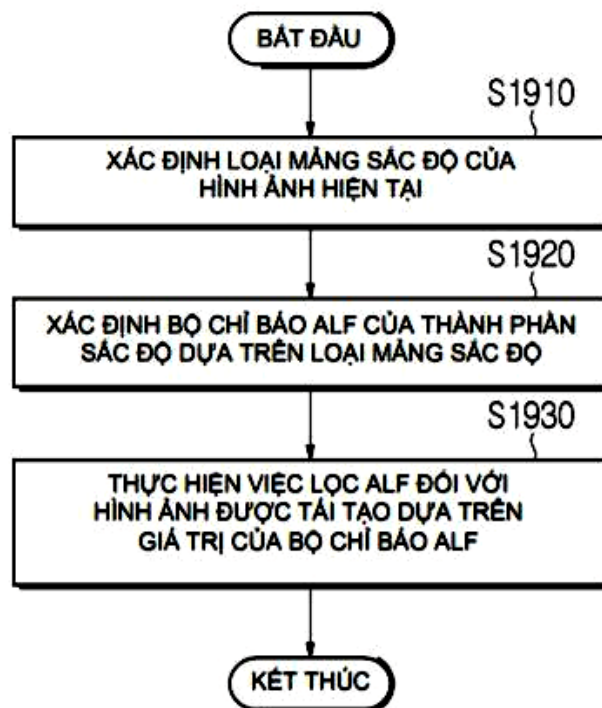 BẮT ĐẦU
S1910
XÁC ĐỊNH LOẠI MẢNG SẮC ĐỘ CỦA
HÌNH ẢNH HIỆN TẠI
S1920
XÁC ĐỊNH BỘ CHỈ BÁO ALF CỦA THÀNH PHẦN
SẮC ĐỘ DỰA TRÊN LOẠI MẢNG SẮC ĐỘ
S1930
THỰC HIỆN VIỆC LỌC ALF ĐỐI VỚI
HÌNH ẢNH ĐƯỢC TÁI TẠO DỰA TRÊN
GIÁ TRỊ CỦA BỘ CHỈ BÁO ALF
KẾT THÚC